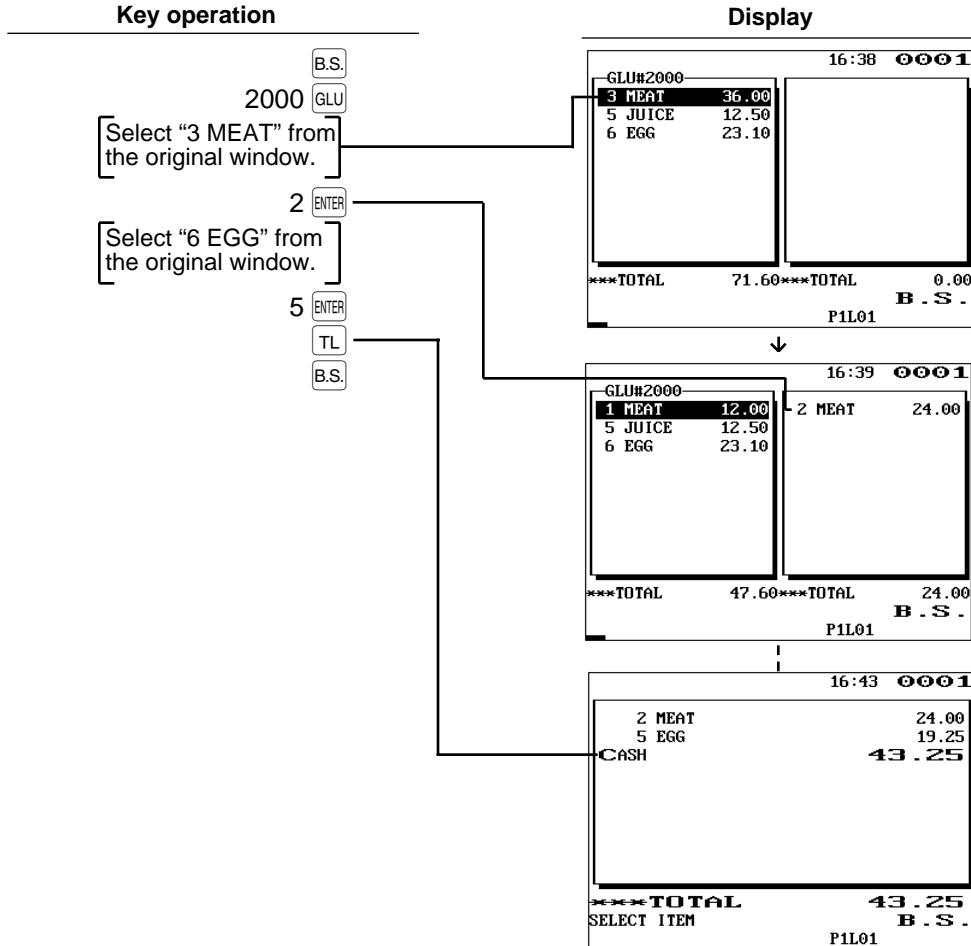 Key operation
B.S.
2000 GLU
Select “3 MEAT” from
the original window.
2 ENTER
Select “6 EGG” from
the original window.
5 ENTER
TL
B.S.
Display
16:38 0001
GLU#2000
3 MEAT 36.00
5 JUICE 12.50
6 EGG 23.10
***TOTAL 71.60***TOTAL 0.00
B.S.
P1L01
16:39 0001
GLU#2000
1 MEAT 12.00 2 MEAT 24.00
5 JUICE 12.50
6 EGG 23.10
***TOTAL 47.60***TOTAL 24.00
B.S.
P1L01
16:43 0001
2 MEAT 24.00
5 EGG 19.25
CASH 43.25
***TOTAL 43.25
SELECT ITEM B.S.
P1L01